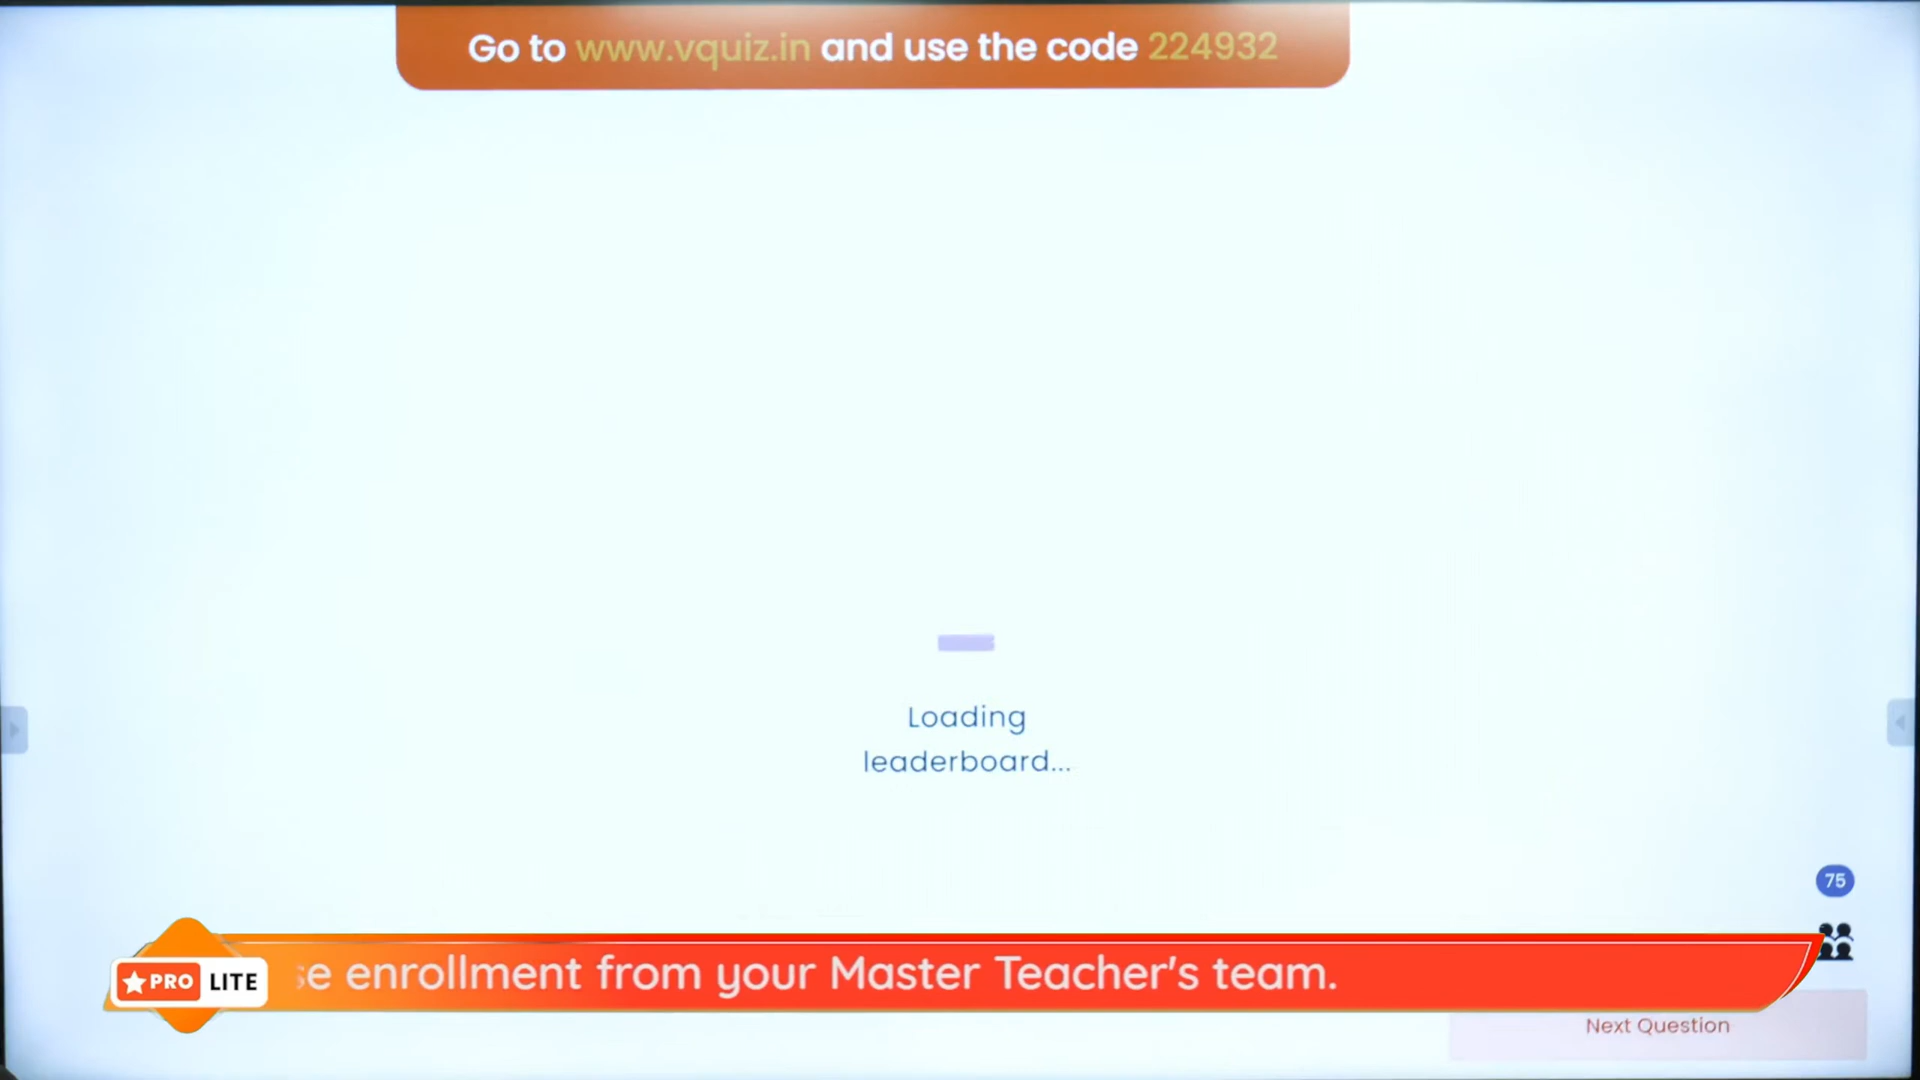 Go to www.vquiz.in and use the code 224932
Loading
leaderboard...
75
PRO LITE
enrollment from your Master Teacher's team.
Next Question